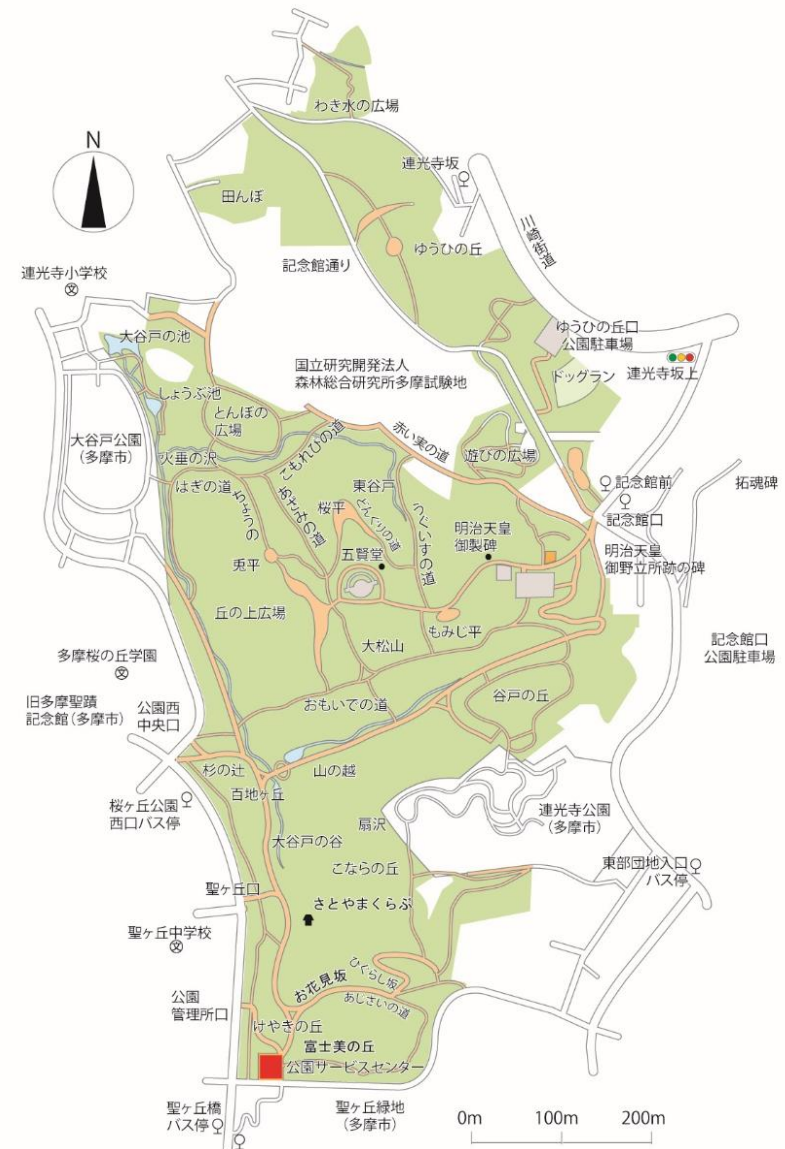 わき水の広場
N
連光寺坂
田んぼ
川崎街道
ゆうひの丘
記念館通り
連光寺小学校
大谷戸の池
ゆうひの丘口
公園駐車場
国立研究開発法人
森林総合研究所多摩試験地
ドッグラン
連光寺坂上
しょうぶ池
とんぼの
広場
こもれびの道
赤い実の道
大谷戸公園
(多摩市)
火垂の沢
遊びの広場
はぎの道
ちょうの
あざみの道
東谷戸
桜平
どんぐりの道
うぐいすの道
記念館前
拓魂碑
記念館口
明治天皇
御製碑
五賢堂
兎平
明治天皇
御野立所跡の碑
丘の上広場
もみじ平
大松山
記念館口
公園駐車場
多摩桜の丘学園
文
旧多摩聖蹟
記念館(多摩市)
公園西
中央口
おもいでの道
谷戸の丘
杉の辻
山の越
百地ヶ丘
桜ヶ丘公園
西口バス停
扇沢
連光寺公園
(多摩市)
大谷戸の谷
こならの丘
東部団地入口
バス停
聖ヶ丘口
さとやまくらぶ
聖ヶ丘中学校
文
お花見坂
ひぐらし坂
あじさいの道
公園
管理所口
けやきの丘
富士美の丘
公園サービスセンター
聖ヶ丘橋
バス停
聖ヶ丘緑地
(多摩市)
0m 100m 200m
文